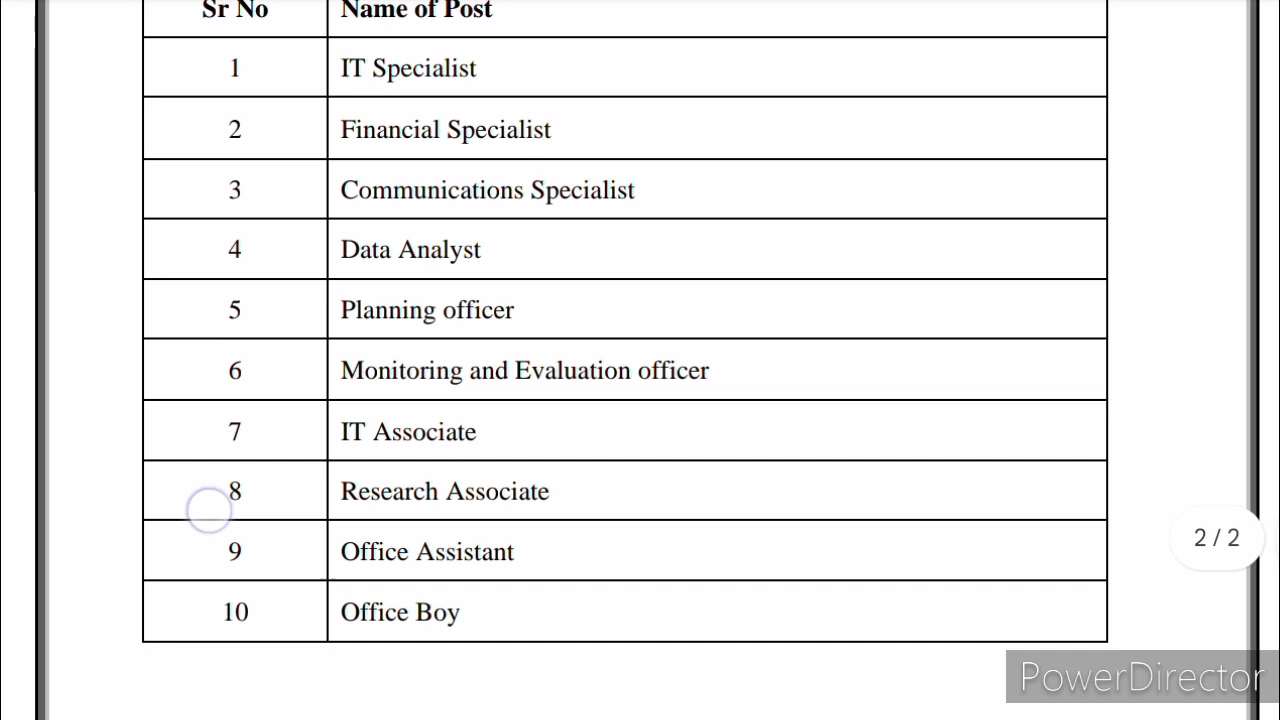 Sr No Name of Post
1 IT Specialist
2 Financial Specialist
3 Communications Specialist
4 Data Analyst
5 Planning officer
6 Monitoring and Evaluation officer
7 IT Associate
8 Research Associate
9 Office Assistant
10 Office Boy
2 / 2
PowerDirector